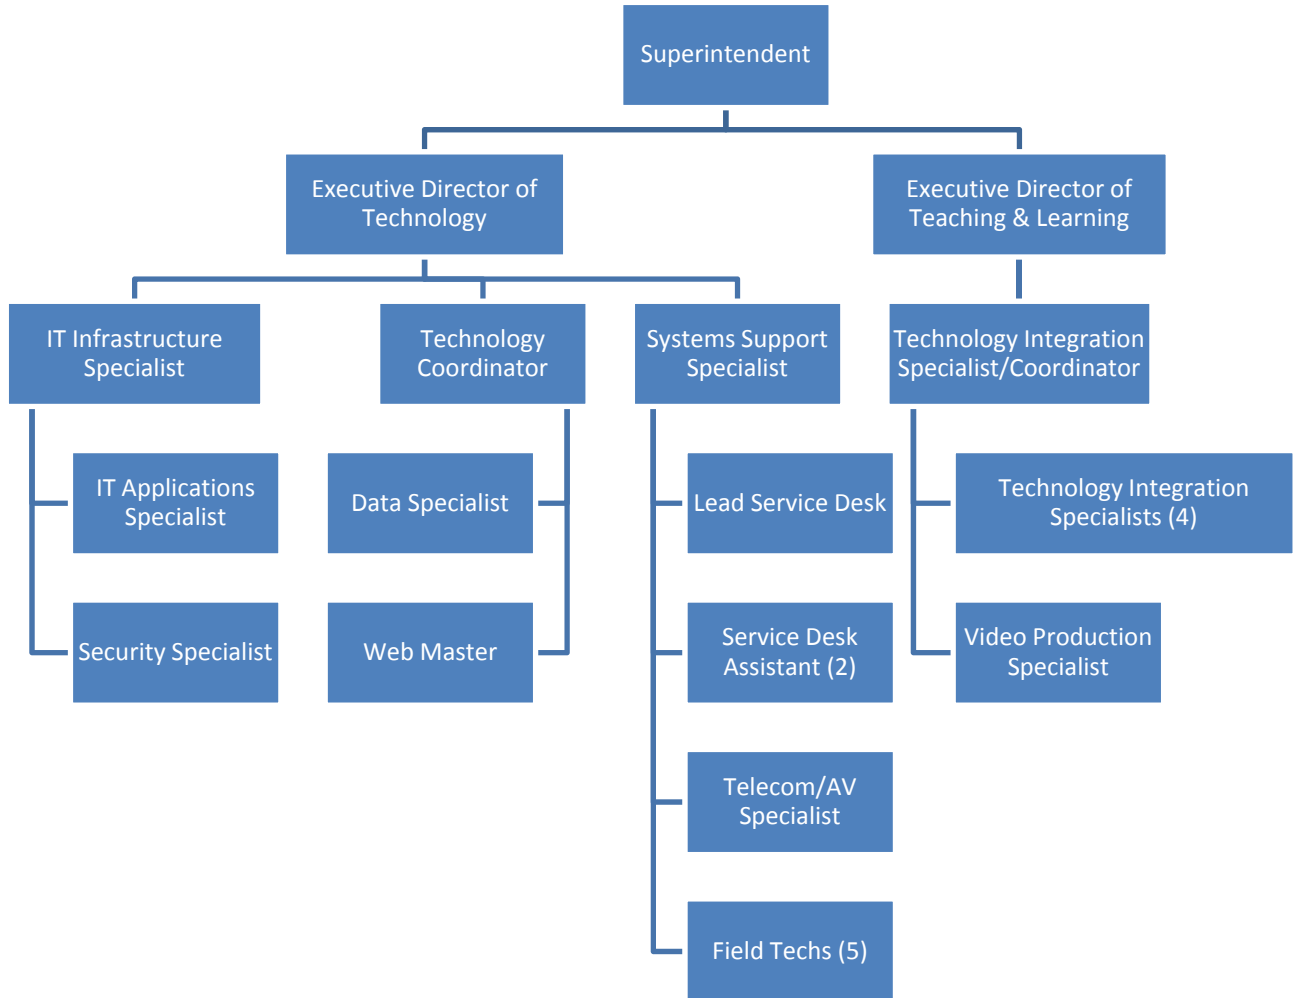 Superintendent
Executive Director of
Technology
Executive Director of
Teaching & Learning
IT Infrastructure
Specialist
Technology
Coordinator
Systems Support
Specialist
Technology Integration
Specialist/Coordinator
IT Applications
Specialist
Data Specialist
Lead Service Desk
Technology Integration
Specialists (4)
Security Specialist
Web Master
Service Desk
Assistant (2)
Video Production
Specialist
Telecom/AV
Specialist
Field Techs (5)